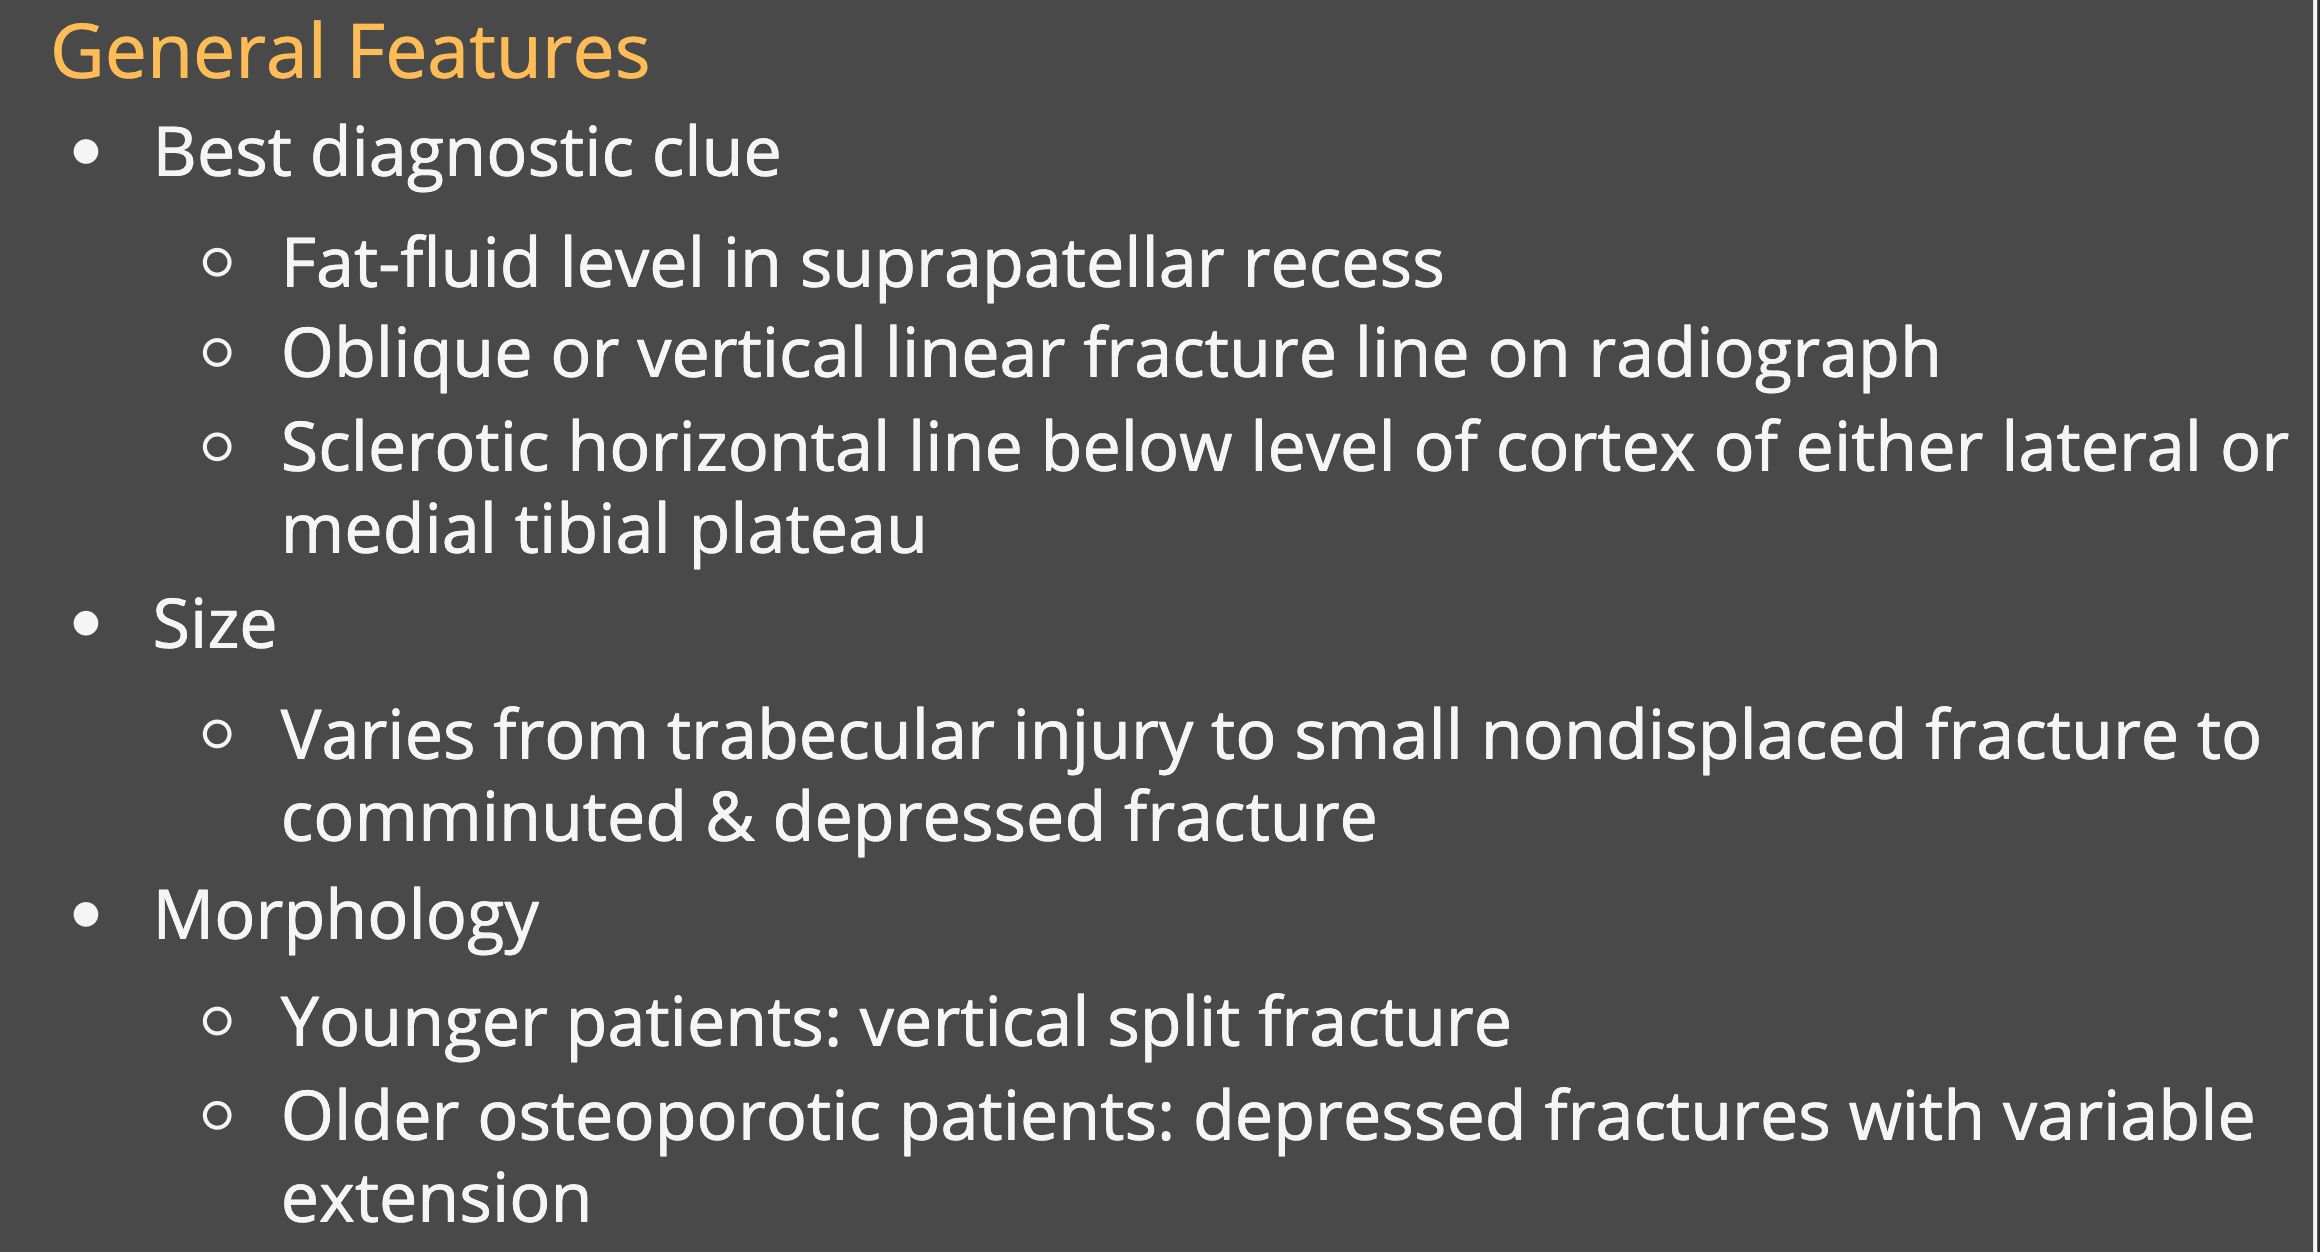 General Features
• Best diagnostic clue
○ Fat-fluid level in suprapatellar recess
○ Oblique or vertical linear fracture line on radiograph
○ Sclerotic horizontal line below level of cortex of either lateral or
medial tibial plateau
• Size
○ Varies from trabecular injury to small nondisplaced fracture to
comminuted & depressed fracture
• Morphology
○ Younger patients: vertical split fracture
○ Older osteoporotic patients: depressed fractures with variable
extension